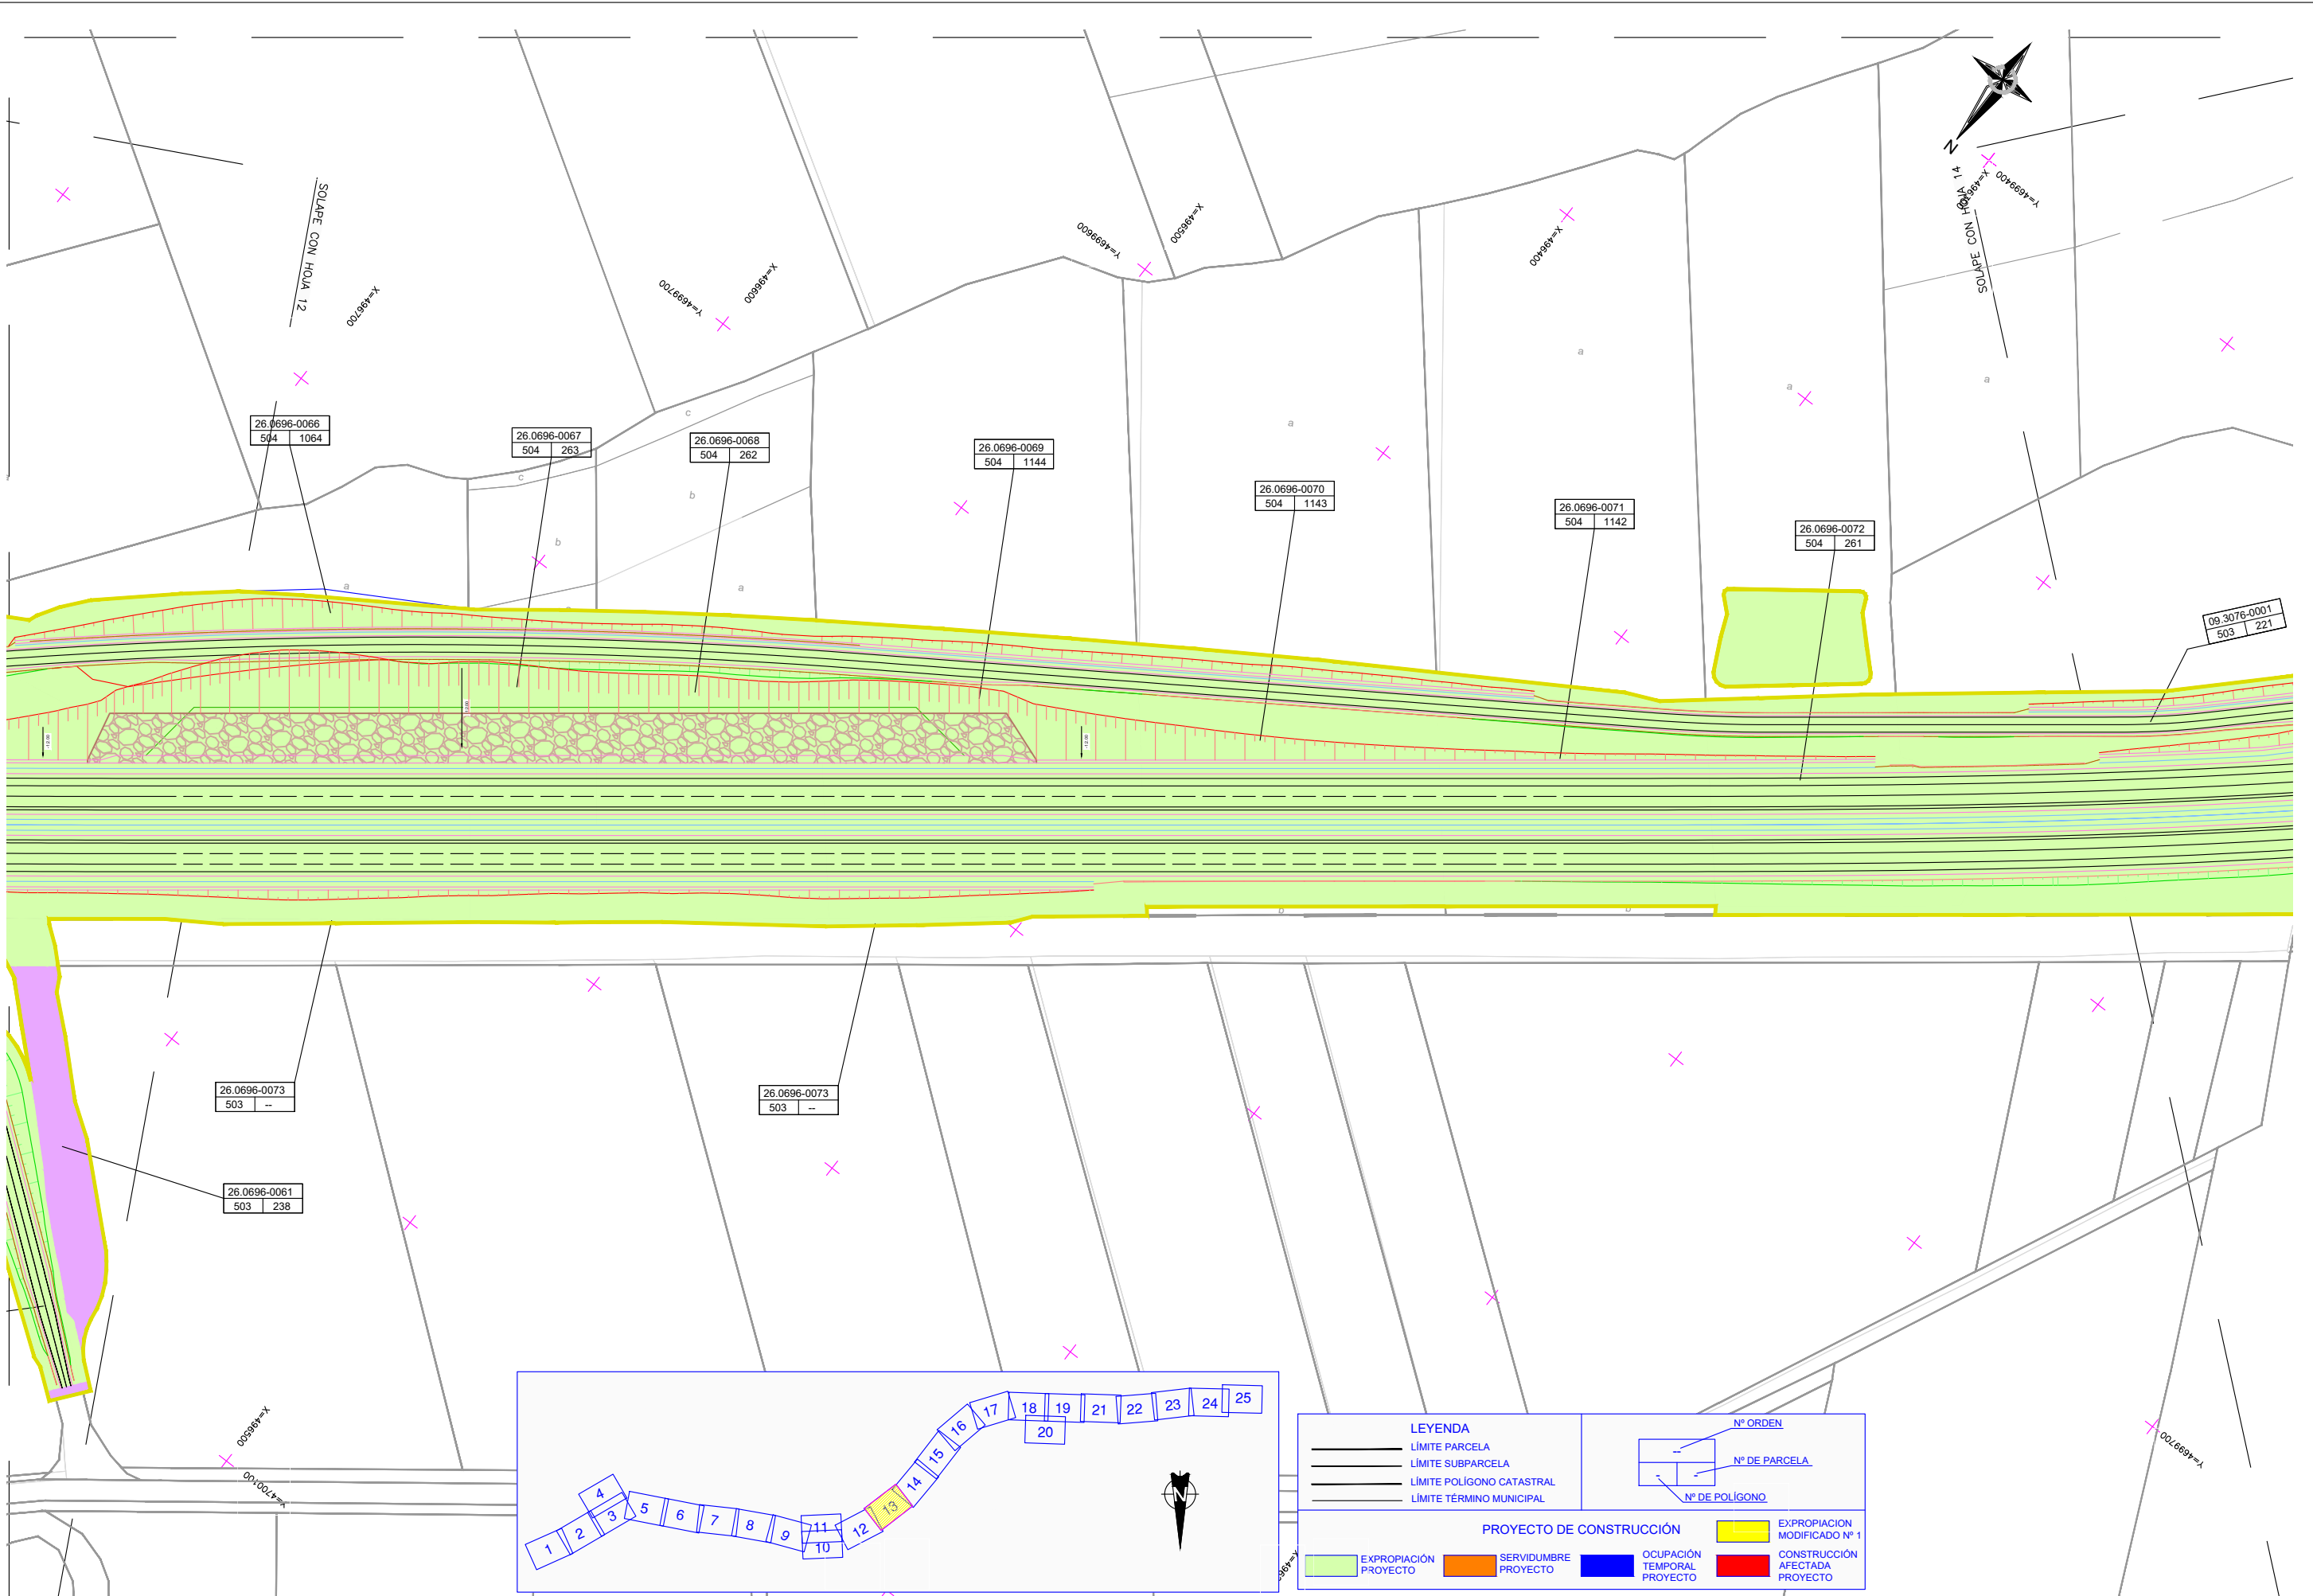 SOLAPE CON HOJA 12
X=496700
Y=4699700
X=496600
Y=4699600
X=496500
X=496400
SOLAPE CON HOJA 14
Y=4699400
N
26.0696-0066
504 1064
26.0696-0067
504 263
26.0696-0068
504 262
26.0696-0069
504 1144
26.0696-0070
504 1143
26.0696-0071
504 1142
26.0696-0072
504 261
09.3076-0001
503 221
c
c
b
b
a
a
a
a
a
a
26.0696-0073
503 --
26.0696-0073
503 --
26.0696-0061
503 238
X=496500
Y=4700100
Y=4699700
1
2
3
4
5
6
7
8
9
10
11
12
13
14
15
16
17
18
19
20
21
22
23
24
25
N
LEYENDA
LÍMITE PARCELA
LÍMITE SUBPARCELA
LÍMITE POLÍGONO CATASTRAL
LÍMITE TÉRMINO MUNICIPAL
Nº ORDEN
--
Nº DE PARCELA
- -
Nº DE POLÍGONO
PROYECTO DE CONSTRUCCIÓN
EXPROPIACION
MODIFICADO Nº 1
EXPROPIACIÓN
PROYECTO
SERVIDUMBRE
PROYECTO
OCUPACIÓN
TEMPORAL
PROYECTO
CONSTRUCCIÓN
AFECTADA
PROYECTO